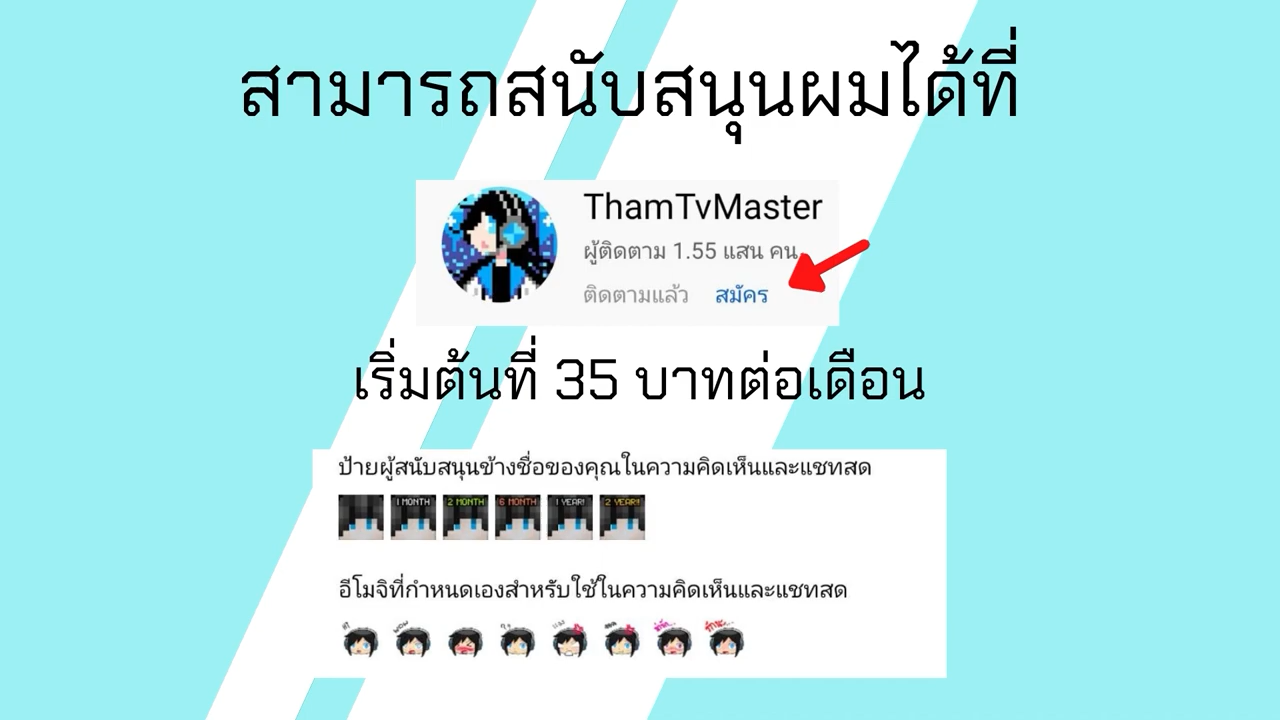 สามารถสนับสนุนผมได้ที่
ThamTvMaster
ผู้ติดตาม 1.55 แสน คน
ติดตามแล้ว สมัคร
เริ่มต้นที่ 35 บาทต่อเดือน
ป้ายผู้สนับสนุนข้างชื่อของคุณในความคิดเห็นและแชทสด
1 MONTH 2 MONTH 6 MONTH 1 YEAR! 2 YEAR!!
อีโมจิที่กำหนดเองสำหรับใช้ในความคิดเห็นและแชทสด